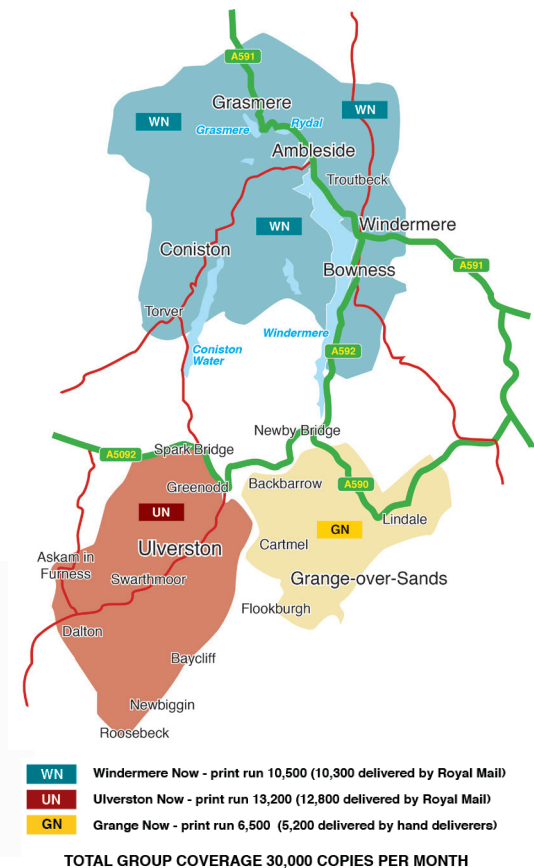 A591
Grasmere
WN
WN
Grasmere
Rydal
Ambleside
Troutbeck
WN
Windermere
Coniston
A591
Bowness
Torver
Windermere
Coniston
Water
A592
Newby Bridge
Spark Bridge
A5092
Greenodd
Backbarrow
A590
UN
Lindale
GN
Ulverston
Cartmel
Askam in
Furness
Swarthmoor
Grange-over-Sands
Flookburgh
Dalton
Baycliff
Newbiggin
Roosebeck
WN Windermere Now - print run 10,500 (10,300 delivered by Royal Mail)
UN Ulverston Now - print run 13,200 (12,800 delivered by Royal Mail)
GN Grange Now - print run 6,500 (5,200 delivered by hand deliverers)
TOTAL GROUP COVERAGE 30,000 COPIES PER MONTH